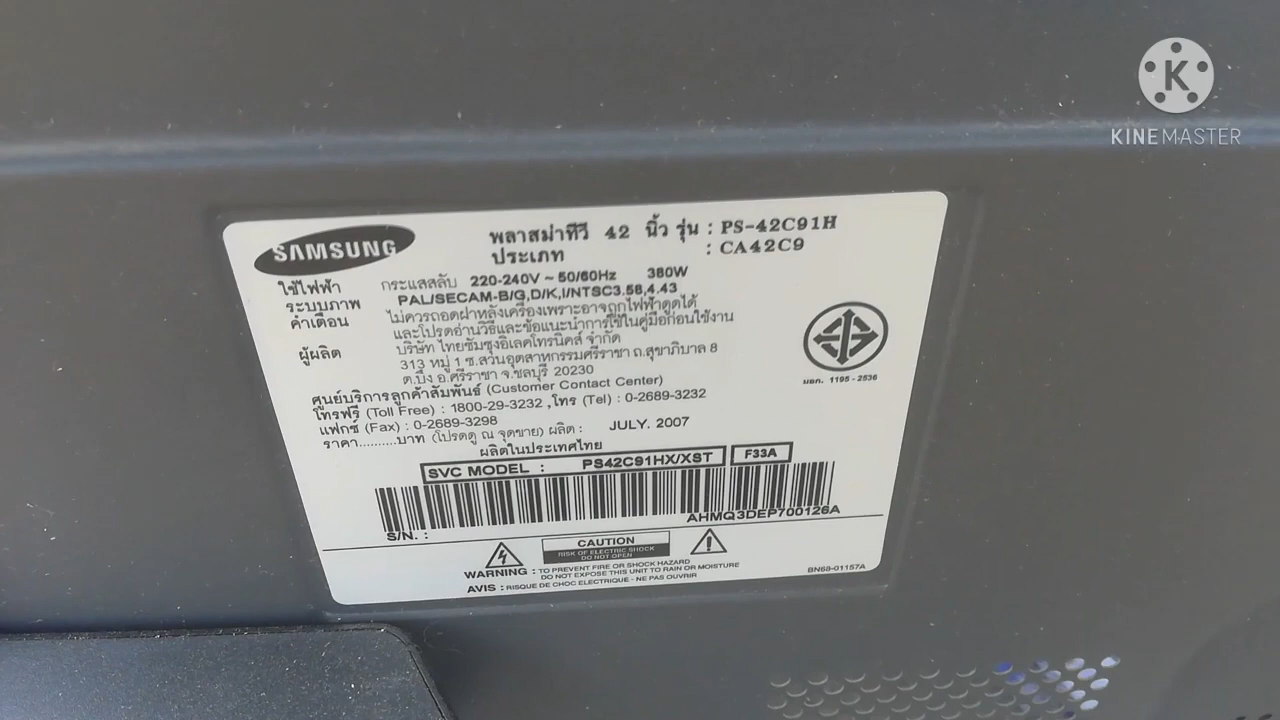 K
KINEMASTER
SAMSUNG
พลาสม่าทีวี 42 นิ้ว รุ่น : PS-42C91H
ประเภท : CA42C9
ใช้ไฟฟ้า กระแสสลับ 220-240V ~ 50/60Hz 380W
ระบบภาพ PAL/SECAM-B/G,D/K,I/NTSC3.58,4.43
คำเตือน ไม่ควรถอดฝาหลังเครื่องเพราะอาจถูกไฟฟ้าดูดได้
และโปรดอ่านวิธีและข้อแนะนำการใช้ในคู่มือก่อนใช้งาน
ผู้ผลิต บริษัท ไทยซัมซุงอิเลคโทรนิคส์ จำกัด
313 หมู่ 1 ซ.สวนอุตสาหกรรมศรีราชา ถ.สุขาภิบาล 8
ต.บึง อ.ศรีราชา จ.ชลบุรี 20230
ศูนย์บริการลูกค้าสัมพันธ์ (Customer Contact Center)
โทรฟรี (Toll Free) : 1800-29-3232 ,โทร (Tel) : 0-2689-3232
แฟกซ์ (Fax) : 0-2689-3298
ราคา..........บาท (โปรดดู ณ จุดขาย) ผลิต : JULY. 2007
ผลิตในประเทศไทย
มอก. 1195-2536
SVC MODEL : PS42C91HX/XST F33A
S/N. : AHMQ3DEP700126A
CAUTION
RISK OF ELECTRIC SHOCK
DO NOT OPEN
WARNING : TO PREVENT FIRE OR SHOCK HAZARD
DO NOT EXPOSE THIS UNIT TO RAIN OR MOISTURE
AVIS : RISQUE DE CHOC ELECTRIQUE - NE PAS OUVRIR
BN68-01157A